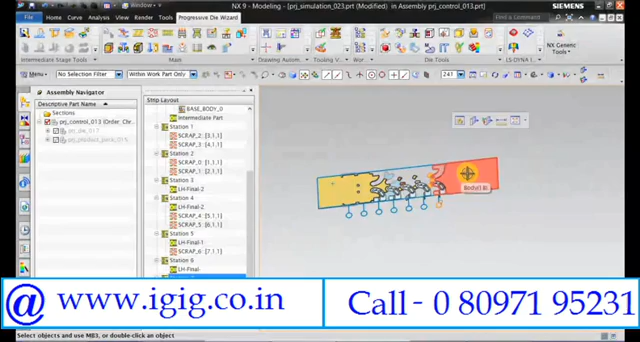 Window
NX 9 - Modeling - [prj_simulation_023.prt (Modified) in Assembly prj_control_013.prt]
SIEMENS
File Home Curve Analysis View Render Tools Progressive Die Wizard
Find a Command
NX Generic Tools
Intermediate Stage Tools
Drawing Autom...
Tooling V...
LS-DYNA I...
Menu No Selection Filter Within Work Part Only
241
Assembly Navigator
Descriptive Part Name
Sections
prj_control_013 (Order: Chr...
prj_die_017
Strip Layout
BASE_BODY_0
Intermediate Part
Station 1
SCRAP_2 [3,1,1]
SCRAP_3 [4,1,1]
Station 2
SCRAP_0 [1,1,1]
SCRAP_1 [2,1,1]
Station 3
LH-Final-2
Station 4
LH-Final-2
SCRAP_4 [5,1,1]
SCRAP_5 [6,1,1]
Station 5
LH-Final-1
SCRAP_6 [7,1,1]
Station 6
LH-Final-
www.igig.co.in
Call - 0 80971 95231
Select objects and use MB3, or double-click an object